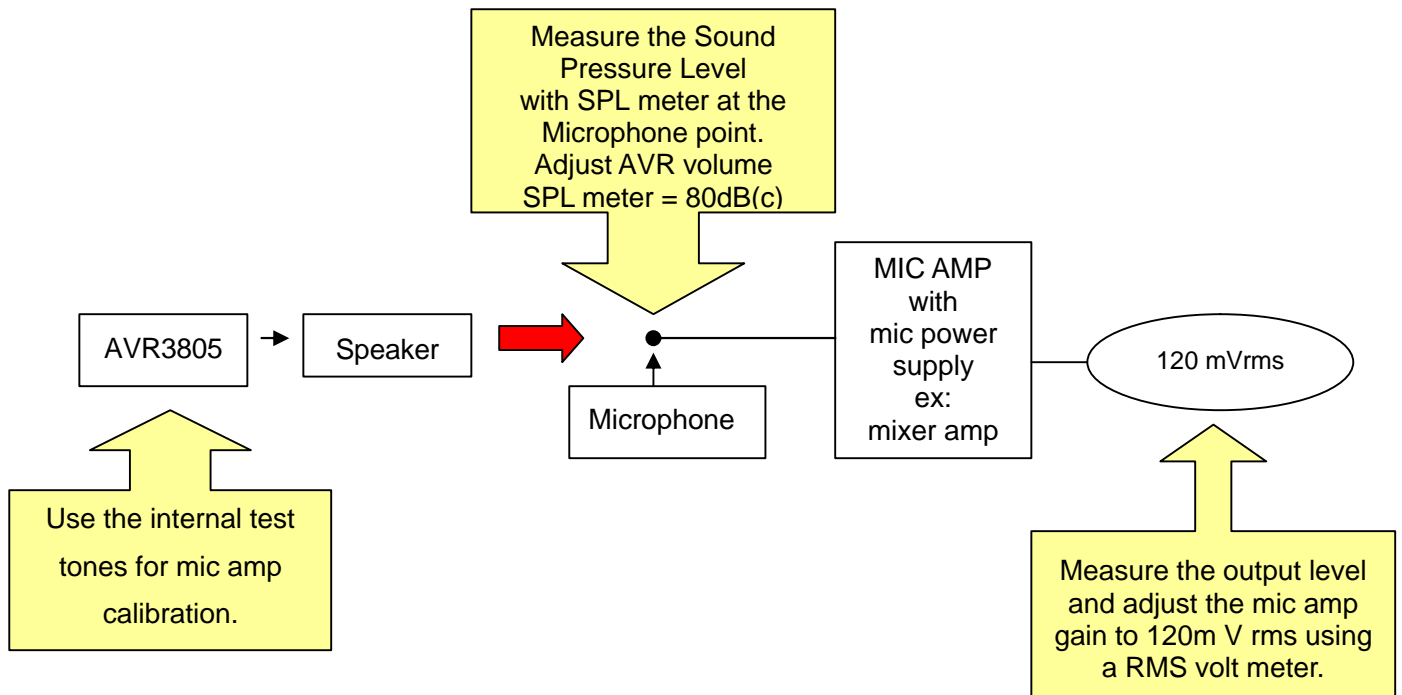 Measure the Sound
Pressure Level
with SPL meter at the
Microphone point.
Adjust AVR volume
SPL meter = 80dB(c)
AVR3805
Speaker
Microphone
MIC AMP
with
mic power
supply
ex:
mixer amp
120 mVrms
Use the internal test
tones for mic amp
calibration.
Measure the output level
and adjust the mic amp
gain to 120m V rms using
a RMS volt meter.